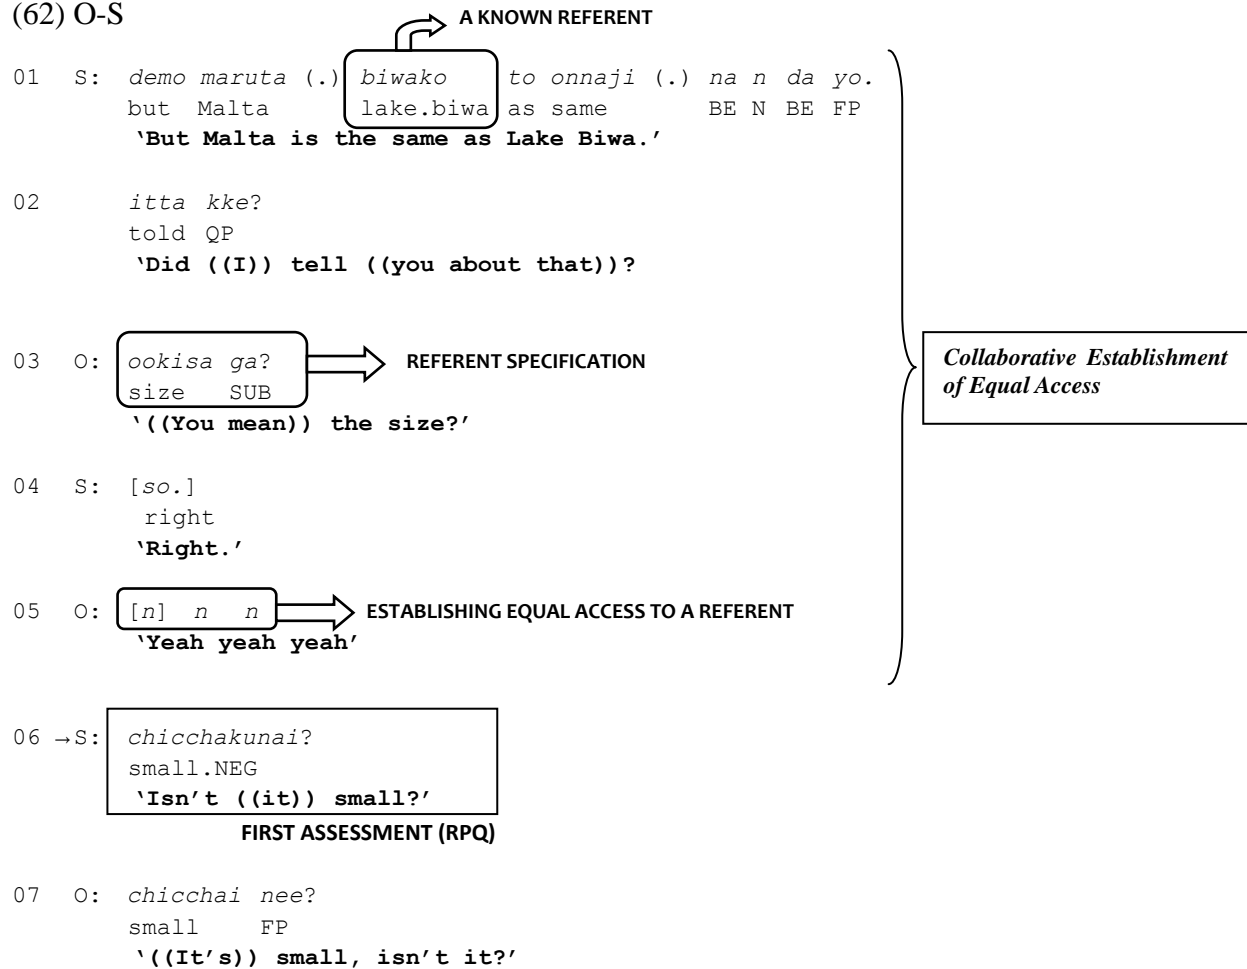 (62) O-S
A KNOWN REFERENT
01 S: demo maruta (.) biwako to onnaji (.) na n da yo.
but Malta lake.biwa as same BE N BE FP
‘But Malta is the same as Lake Biwa.’
02 itta kke?
told QP
‘Did ((I)) tell ((you about that))?
03 O: ookisa ga? REFERENT SPECIFICATION
size SUB
‘((You mean)) the size?’
Collaborative Establishment
of Equal Access
04 S: [so.]
right
‘Right.’
05 O: [n] n n ESTABLISHING EQUAL ACCESS TO A REFERENT
‘Yeah yeah yeah’
06 →S: chicchakunai?
small.NEG
‘Isn’t ((it)) small?’
FIRST ASSESSMENT (RPQ)
07 O: chicchai nee?
small FP
‘((It’s)) small, isn’t it?’